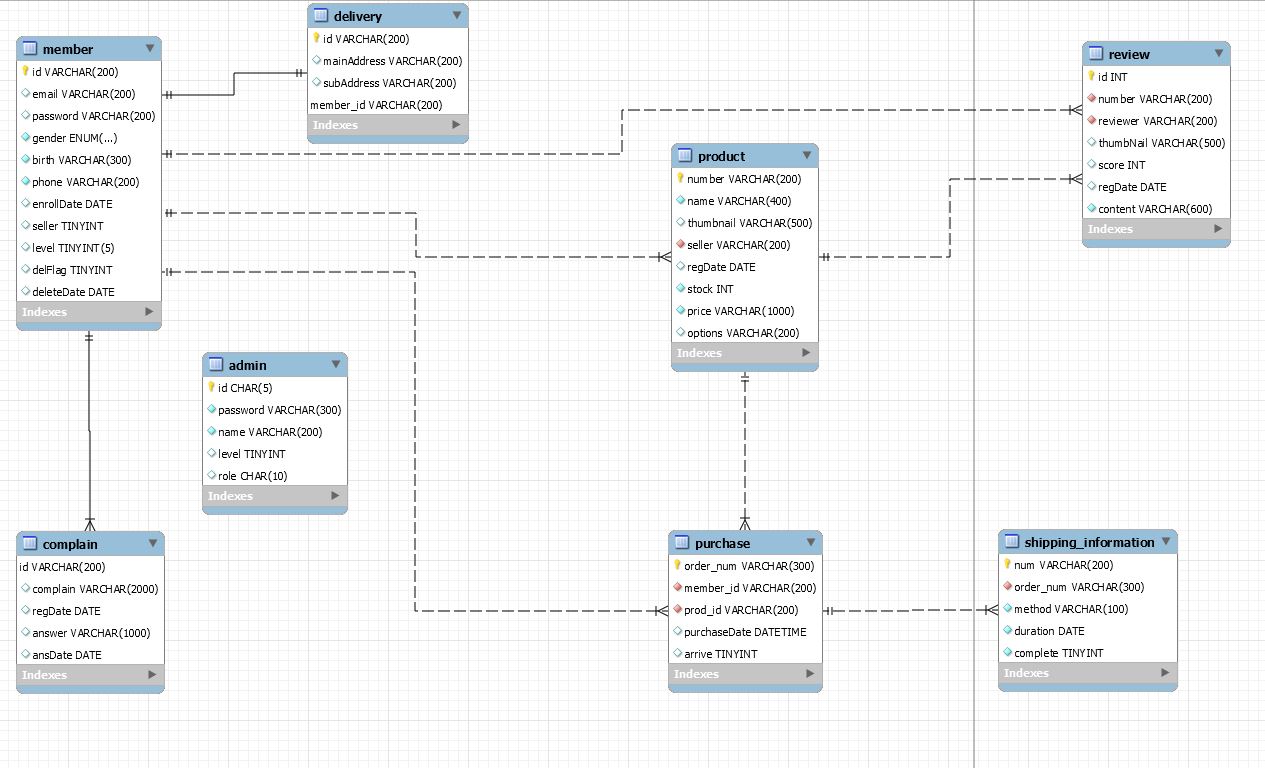 delivery
id VARCHAR(200)
mainAddress VARCHAR(200)
subAddress VARCHAR(200)
member_id VARCHAR(200)
Indexes
member
id VARCHAR(200)
email VARCHAR(200)
password VARCHAR(200)
gender ENUM(...)
birth VARCHAR(300)
phone VARCHAR(200)
enrollDate DATE
seller TINYINT
level TINYINT(5)
delFlag TINYINT
deleteDate DATE
Indexes
review
id INT
number VARCHAR(200)
reviewer VARCHAR(200)
thumbNail VARCHAR(500)
score INT
regDate DATE
content VARCHAR(600)
Indexes
product
number VARCHAR(200)
name VARCHAR(400)
thumbnail VARCHAR(500)
seller VARCHAR(200)
regDate DATE
stock INT
price VARCHAR(1000)
options VARCHAR(200)
Indexes
admin
id CHAR(5)
password VARCHAR(300)
name VARCHAR(200)
level TINYINT
role CHAR(10)
Indexes
complain
id VARCHAR(200)
complain VARCHAR(2000)
regDate DATE
answer VARCHAR(1000)
ansDate DATE
Indexes
purchase
order_num VARCHAR(300)
member_id VARCHAR(200)
prod_id VARCHAR(200)
purchaseDate DATETIME
arrive TINYINT
Indexes
shipping_information
num VARCHAR(200)
order_num VARCHAR(300)
method VARCHAR(100)
duration DATE
complete TINYINT
Indexes